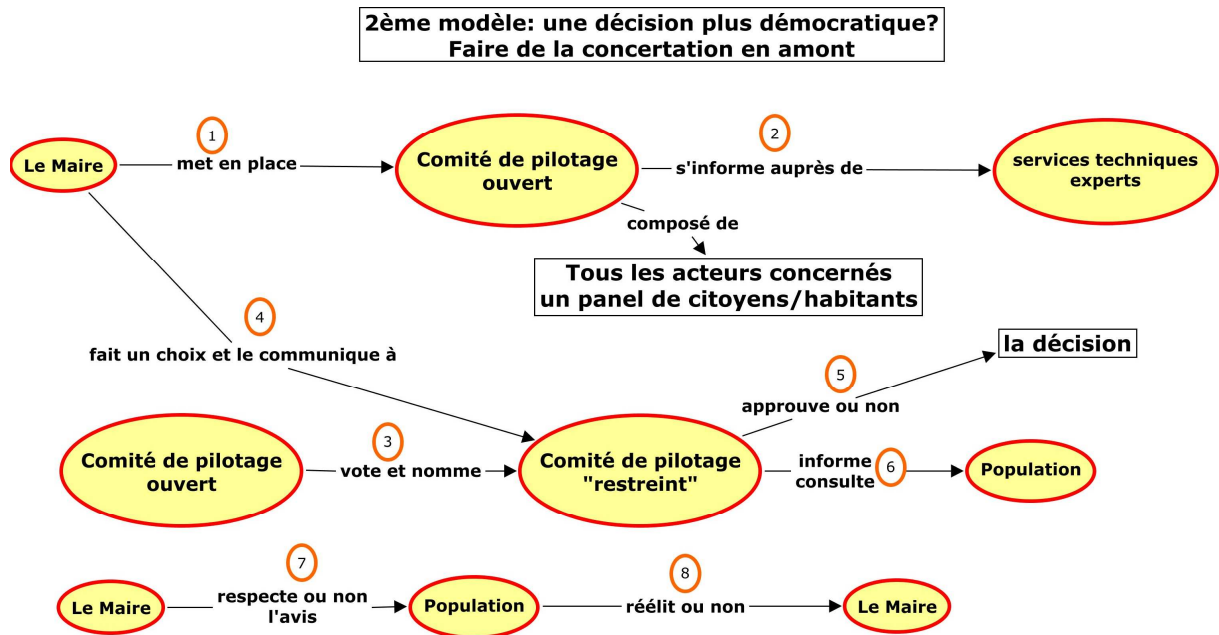 2ème modèle: une décision plus démocratique?
Faire de la concertation en amont
1
2
Le Maire
met en place
Comité de pilotage
ouvert
s'informe auprès de
services techniques
experts
composé de
Tous les acteurs concernés
un panel de citoyens/habitants
4
fait un choix et le communique à
la décision
5
approuve ou non
3
Comité de pilotage
ouvert
vote et nomme
Comité de pilotage
"restreint"
informe
consulte
6
Population
7
8
Le Maire
respecte ou non
l'avis
Population
réélit ou non
Le Maire